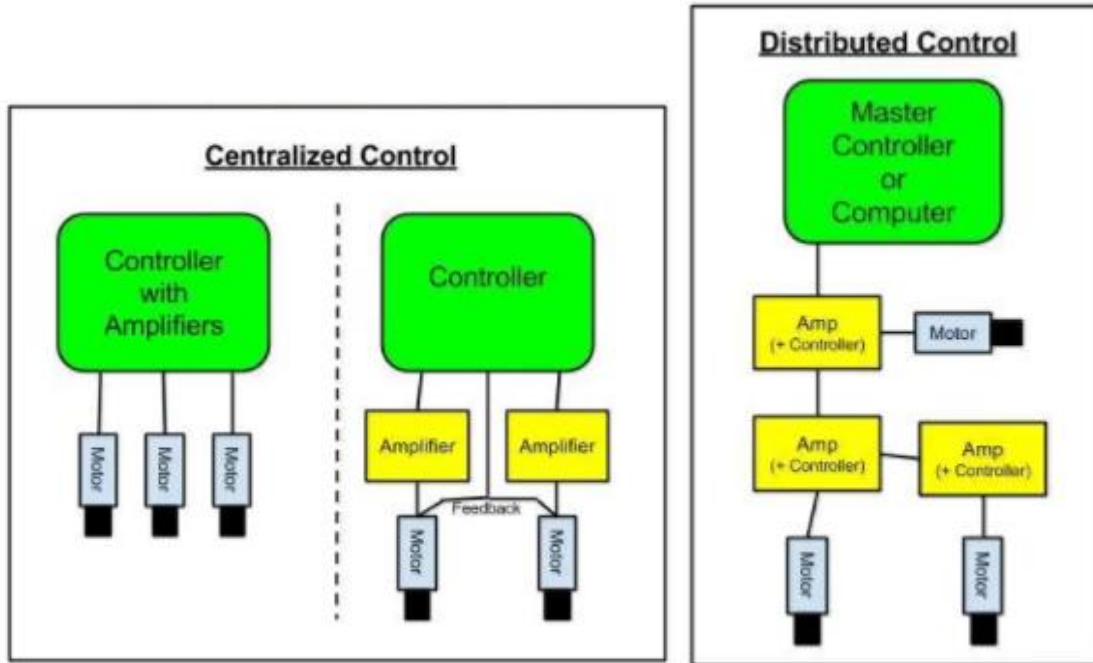 Centralized Control
Controller
with
Amplifiers
Motor
Motor
Motor
Controller
Amplifier
Amplifier
Feedback
Motor
Motor
Distributed Control
Master
Controller
or
Computer
Amp
(+ Controller)
Motor
Amp
(+ Controller)
Amp
(+ Controller)
Motor
Motor